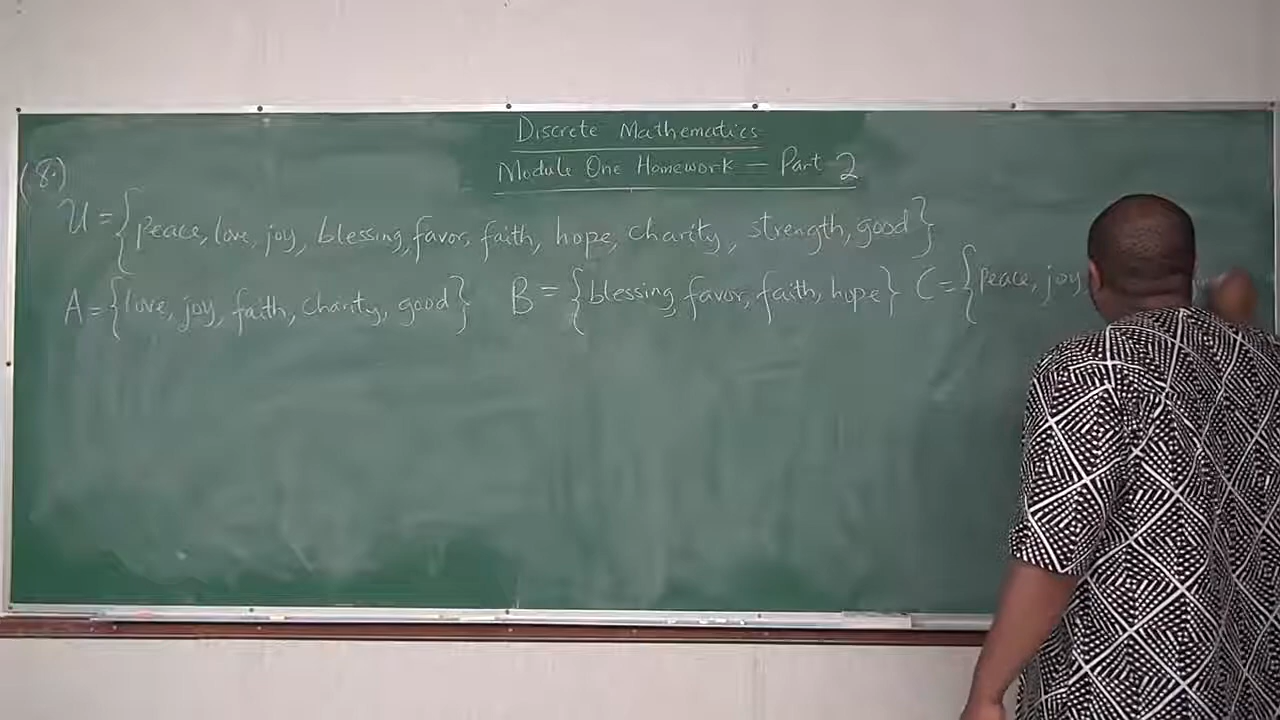 Discrete Mathematics
Module One Homework — Part 2
(8.)
U = {peace, love, joy, blessing, favor, faith, hope, charity, strength, good}
A = {love, joy, faith, charity, good} B = {blessing, favor, faith, hope} C = {peace, joy